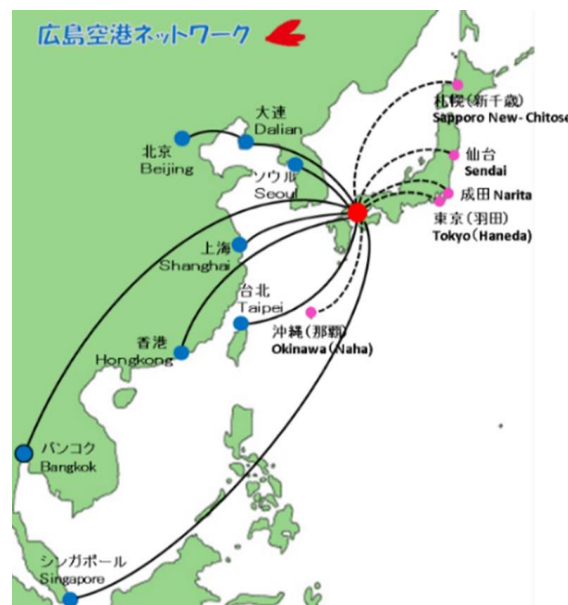 広島空港ネットワーク
札幌(新千歳)
Sapporo New-Chitose
大連
Dalian
北京
Beijing
仙台
Sendai
ソウル
Seoul
成田 Narita
東京(羽田)
Tokyo(Haneda)
上海
Shanghai
台北
Taipei
沖縄(那覇)
Okinawa(Naha)
香港
Hongkong
バンコク
Bangkok
シンガポール
Singapore